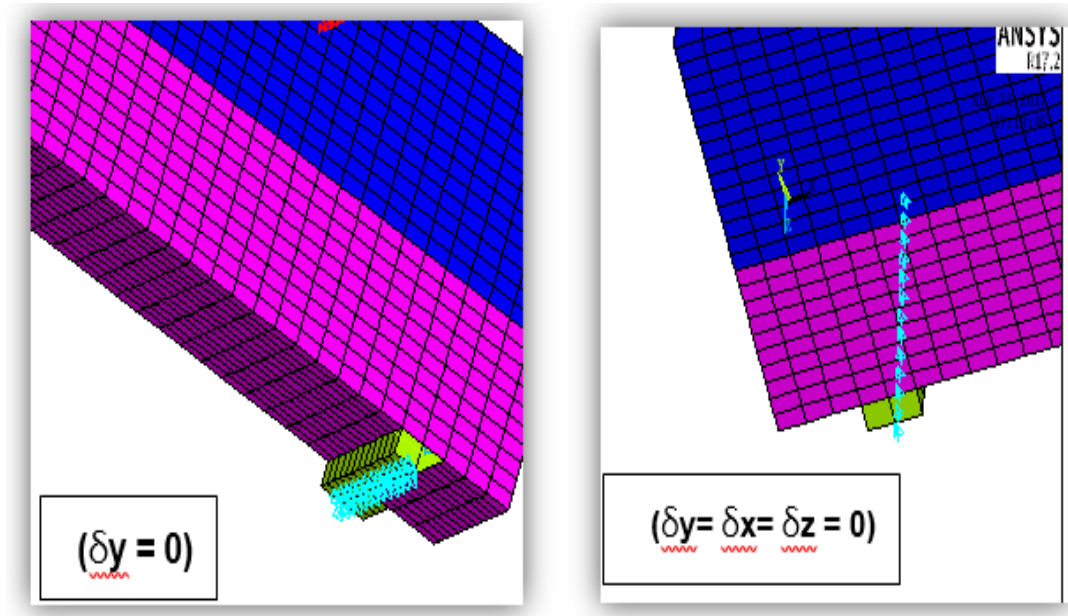 (δy = 0)
ANSYS
R17.2
Y
(δy= δx= δz = 0)